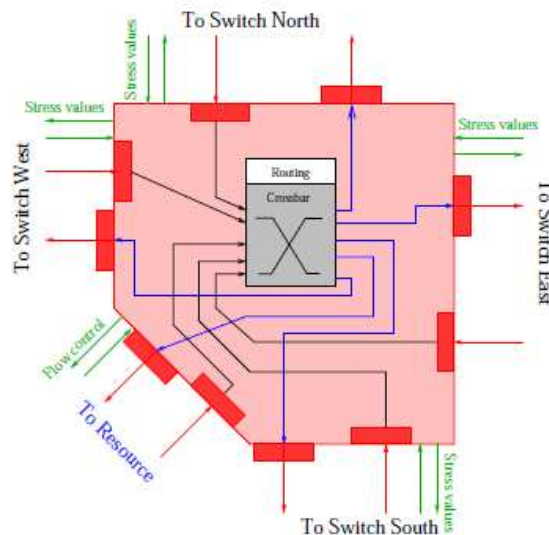 To Switch North
Stress values
Stress values
Stress values
To Switch West
Routing
Crossbar
To Switch East
Flow control
To Resource
Stress values
To Switch South